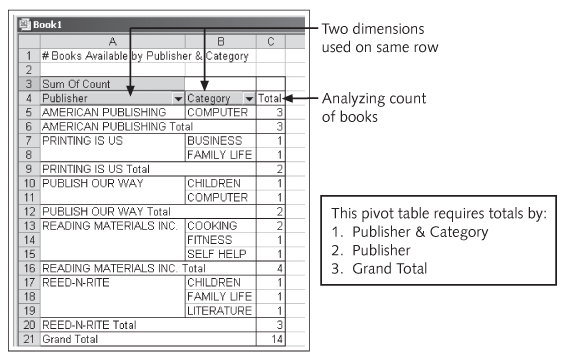 Book1
A B C
1 # Books Available by Publisher & Category
2
3 Sum Of Count
4 Publisher Category Total
5 AMERICAN PUBLISHING COMPUTER 3
6 AMERICAN PUBLISHING Total 3
7 PRINTING IS US BUSINESS 1
8 FAMILY LIFE 1
9 PRINTING IS US Total 2
10 PUBLISH OUR WAY CHILDREN 1
11 COMPUTER 1
12 PUBLISH OUR WAY Total 2
13 READING MATERIALS INC. COOKING 2
14 FITNESS 1
15 SELF HELP 1
16 READING MATERIALS INC. Total 4
17 REED-N-RITE CHILDREN 1
18 FAMILY LIFE 1
19 LITERATURE 1
20 REED-N-RITE Total 3
21 Grand Total 14
Two dimensions
used on same row
Analyzing count
of books
This pivot table requires totals by:
1. Publisher & Category
2. Publisher
3. Grand Total